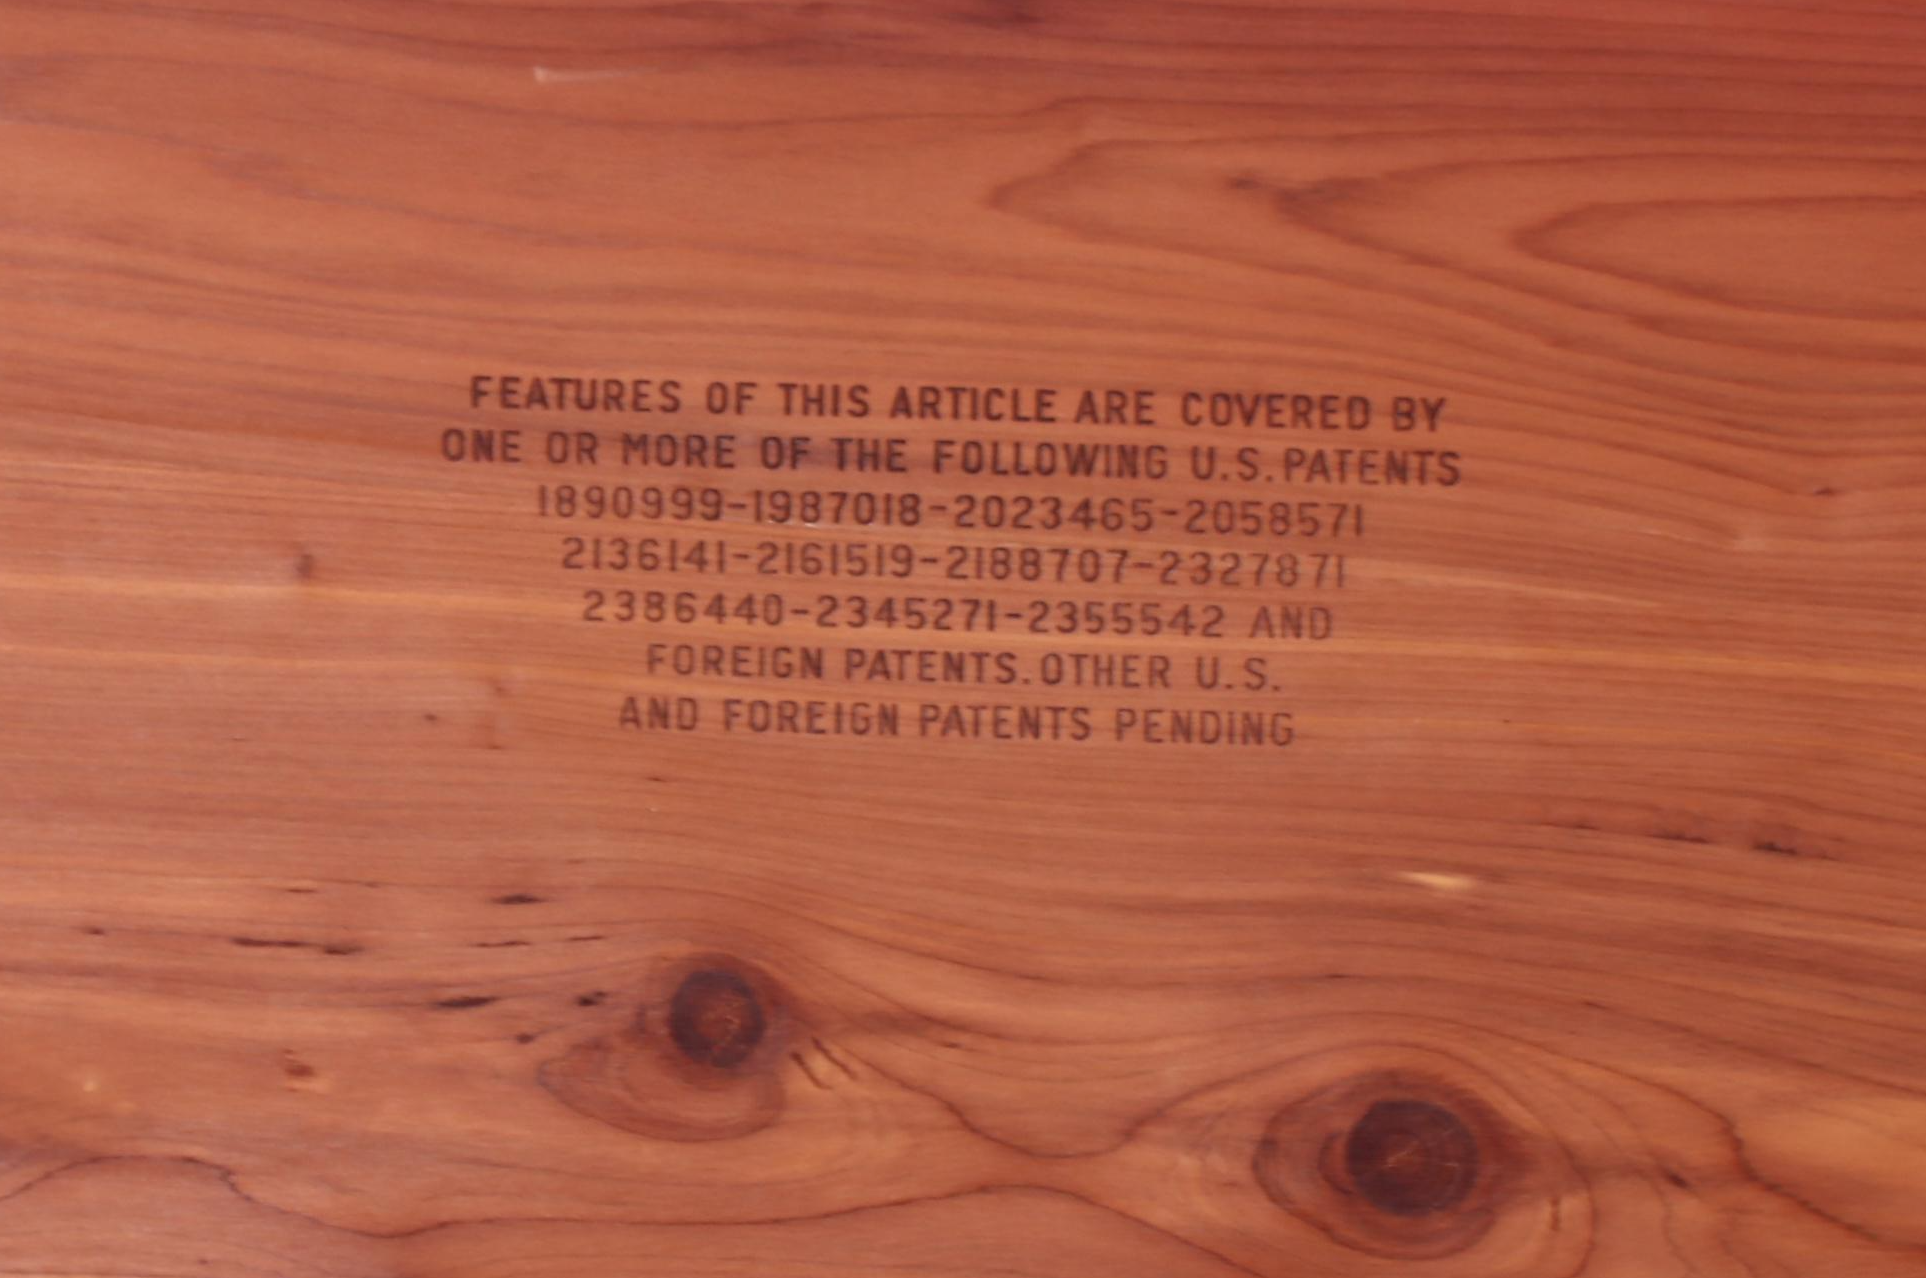 FEATURES OF THIS ARTICLE ARE COVERED BY
ONE OR MORE OF THE FOLLOWING U.S. PATENTS
1890999-1987018-2023465-2058571
2136141-2161519-2188707-2327871
2386440-2345271-2355542 AND
FOREIGN PATENTS. OTHER U.S.
AND FOREIGN PATENTS PENDING